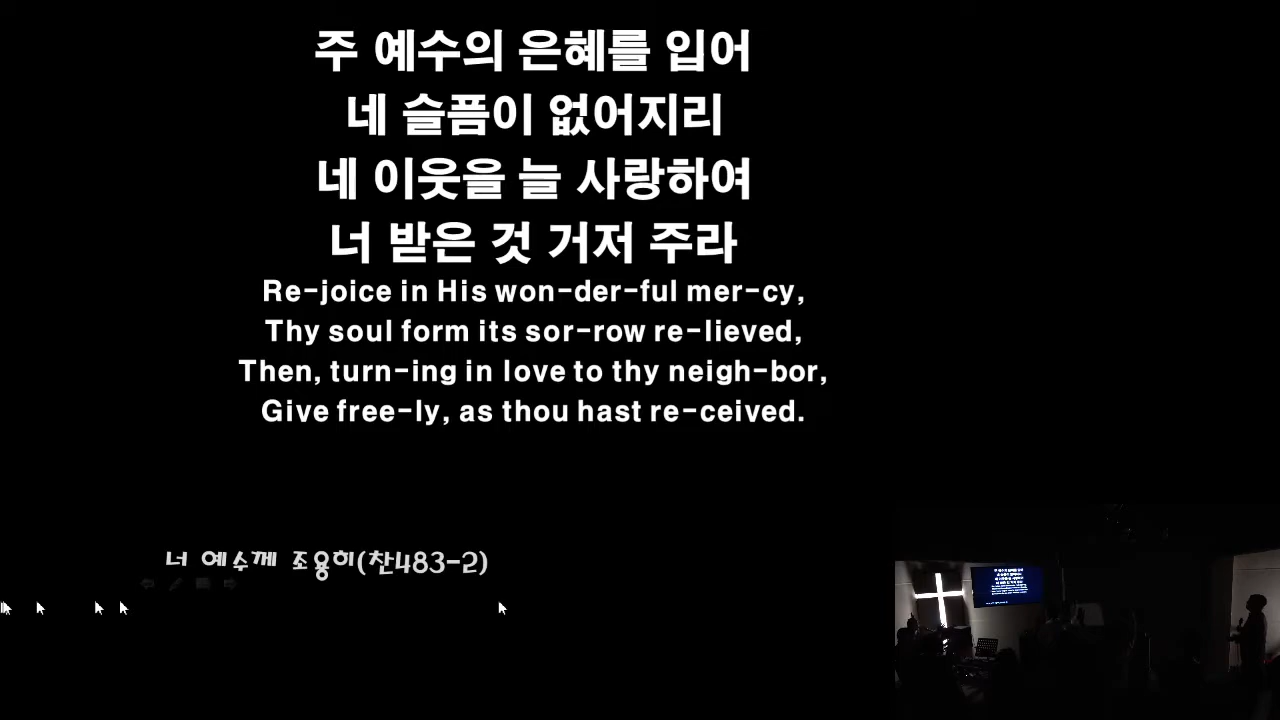 주 예수의 은혜를 입어
네 슬픔이 없어지리
네 이웃을 늘 사랑하여
너 받은 것 거저 주라
Re-joice in His won-der-ful mer-cy,
Thy soul form its sor-row re-lieved,
Then, turn-ing in love to thy neigh-bor,
Give free-ly, as thou hast re-ceived.
너 예수께 조용히(찬483-2)